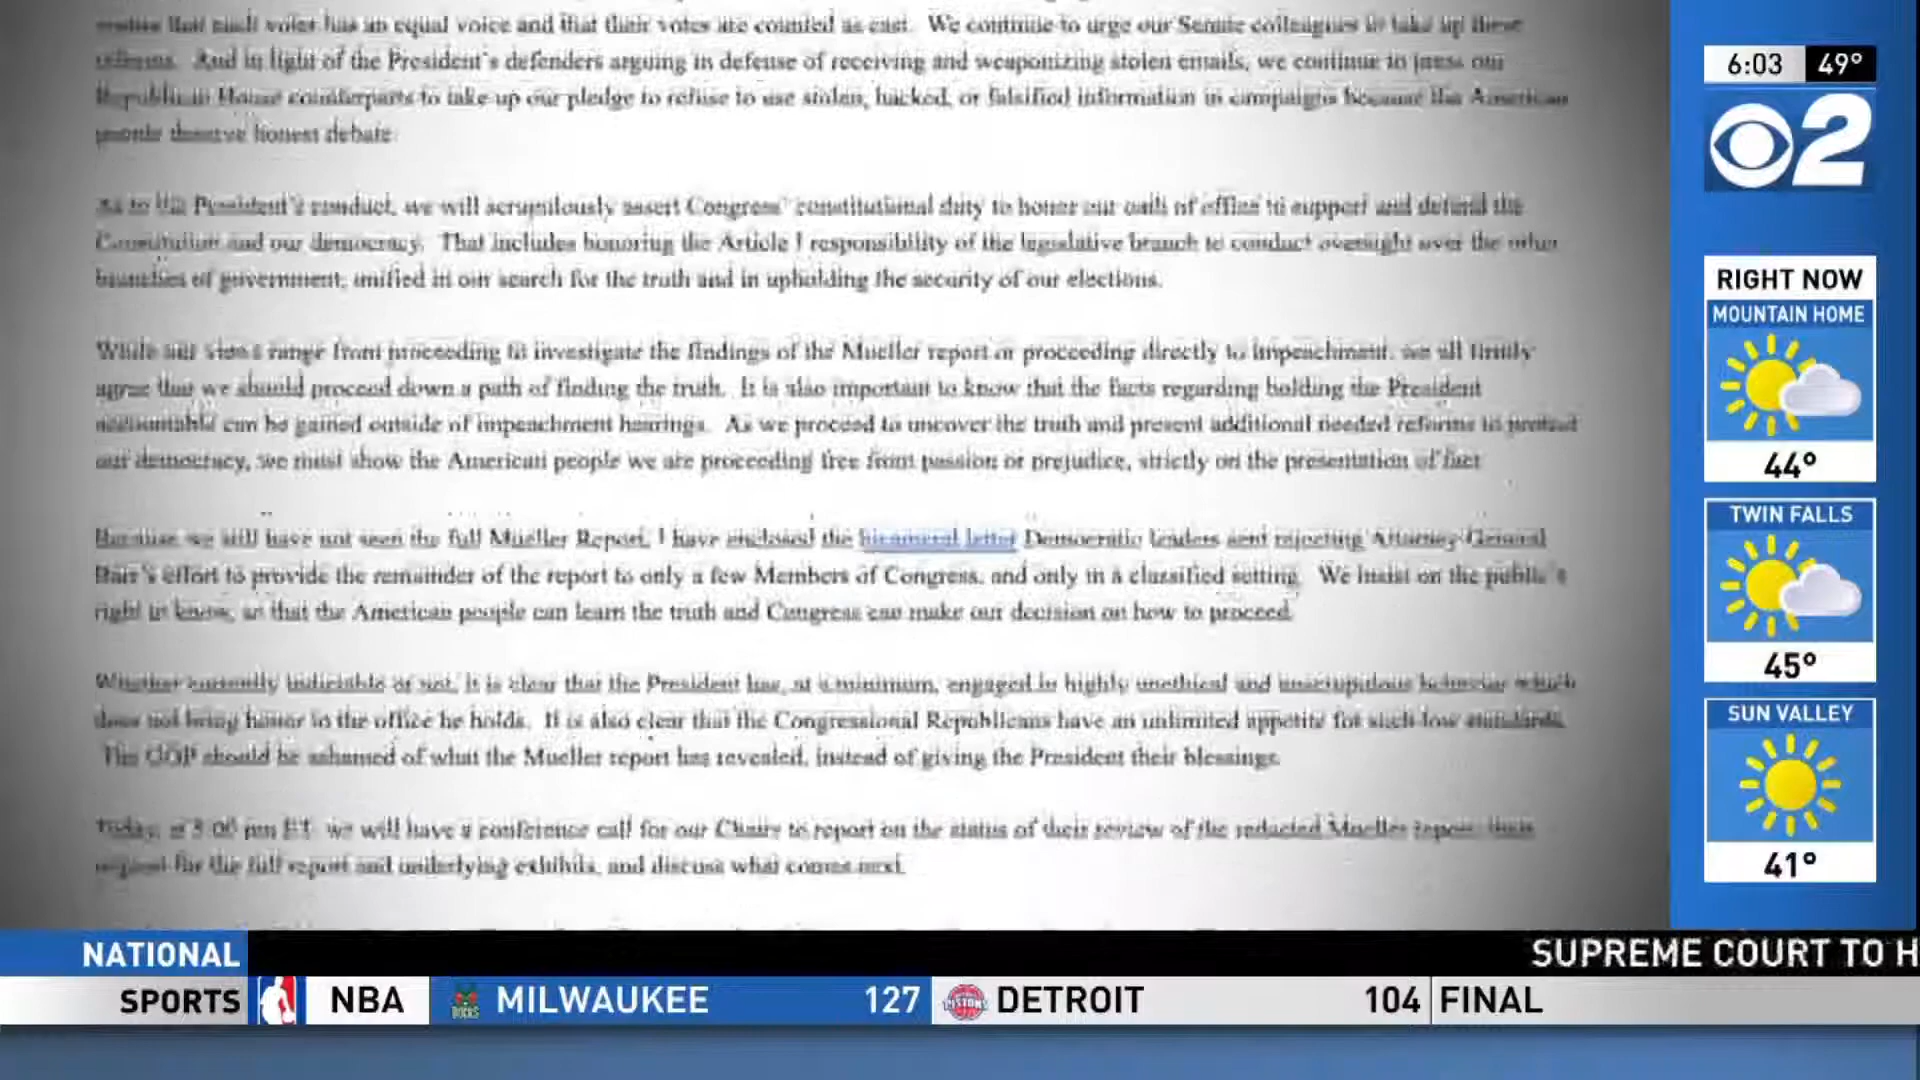 that each voter has an equal voice and that their votes are counted as cast. We continue to urge our Senate colleagues to take up these
reforms. And in light of the President's defenders arguing in defense of receiving and weaponizing stolen emails, we continue to press our
Republican House counterparts to take up our pledge to refuse to use stolen, hacked, or falsified information in campaigns because the American
people deserve honest debate.
As to the President's conduct, we will scrupulously assert Congress' constitutional duty to honor our oath of office to support and defend the
Constitution and our democracy. That includes honoring the Article I responsibility of the legislative branch to conduct oversight over the other
branches of government, unified in our search for the truth and in upholding the security of our elections.
While our views range from proceeding to investigate the findings of the Mueller report or proceeding directly to impeachment, we all firmly
agree that we should proceed down a path of finding the truth. It is also important to know that the facts regarding holding the President
accountable can be gained outside of impeachment hearings. As we proceed to uncover the truth and present additional needed reforms to protect
our democracy, we must show the American people we are proceeding free from passion or prejudice, strictly on the presentation of fact.
Because we still have not seen the full Mueller Report, I have enclosed the bicameral letter Democratic leaders sent rejecting Attorney General
Barr's effort to provide the remainder of the report to only a few Members of Congress, and only in a classified setting. We insist on the public's
right to know, so that the American people can learn the truth and Congress can make our decision on how to proceed.
Whether currently indictable or not, it is clear that the President has, at a minimum, engaged in highly unethical and unscrupulous behavior which
does not bring honor to the office he holds. It is also clear that the Congressional Republicans have an unlimited appetite for such low standards.
The GOP should be ashamed of what the Mueller report has revealed, instead of giving the President their blessings.
Today, at 5:00 pm ET, we will have a conference call for our Chairs to report on the status of their review of the redacted Mueller report, their
request for the full report and underlying exhibits, and discuss what comes next.
6:03 49°
2
RIGHT NOW
MOUNTAIN HOME
44°
TWIN FALLS
45°
SUN VALLEY
41°
NATIONAL SUPREME COURT TO H
SPORTS NBA MILWAUKEE 127 DETROIT 104 FINAL